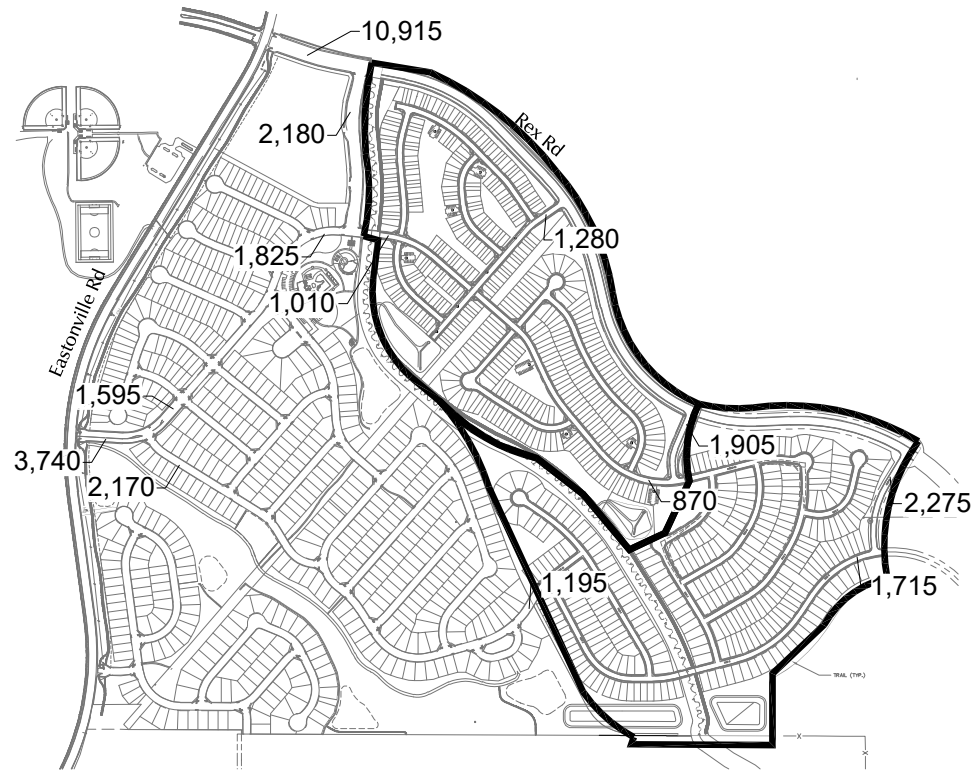 10,915
2,180
Rex Rd
1,280
1,825
1,010
Eastonville Rd
1,595
3,740
2,170
1,905
870
2,275
1,195
1,715
TRAIL (TYP.)
X
X